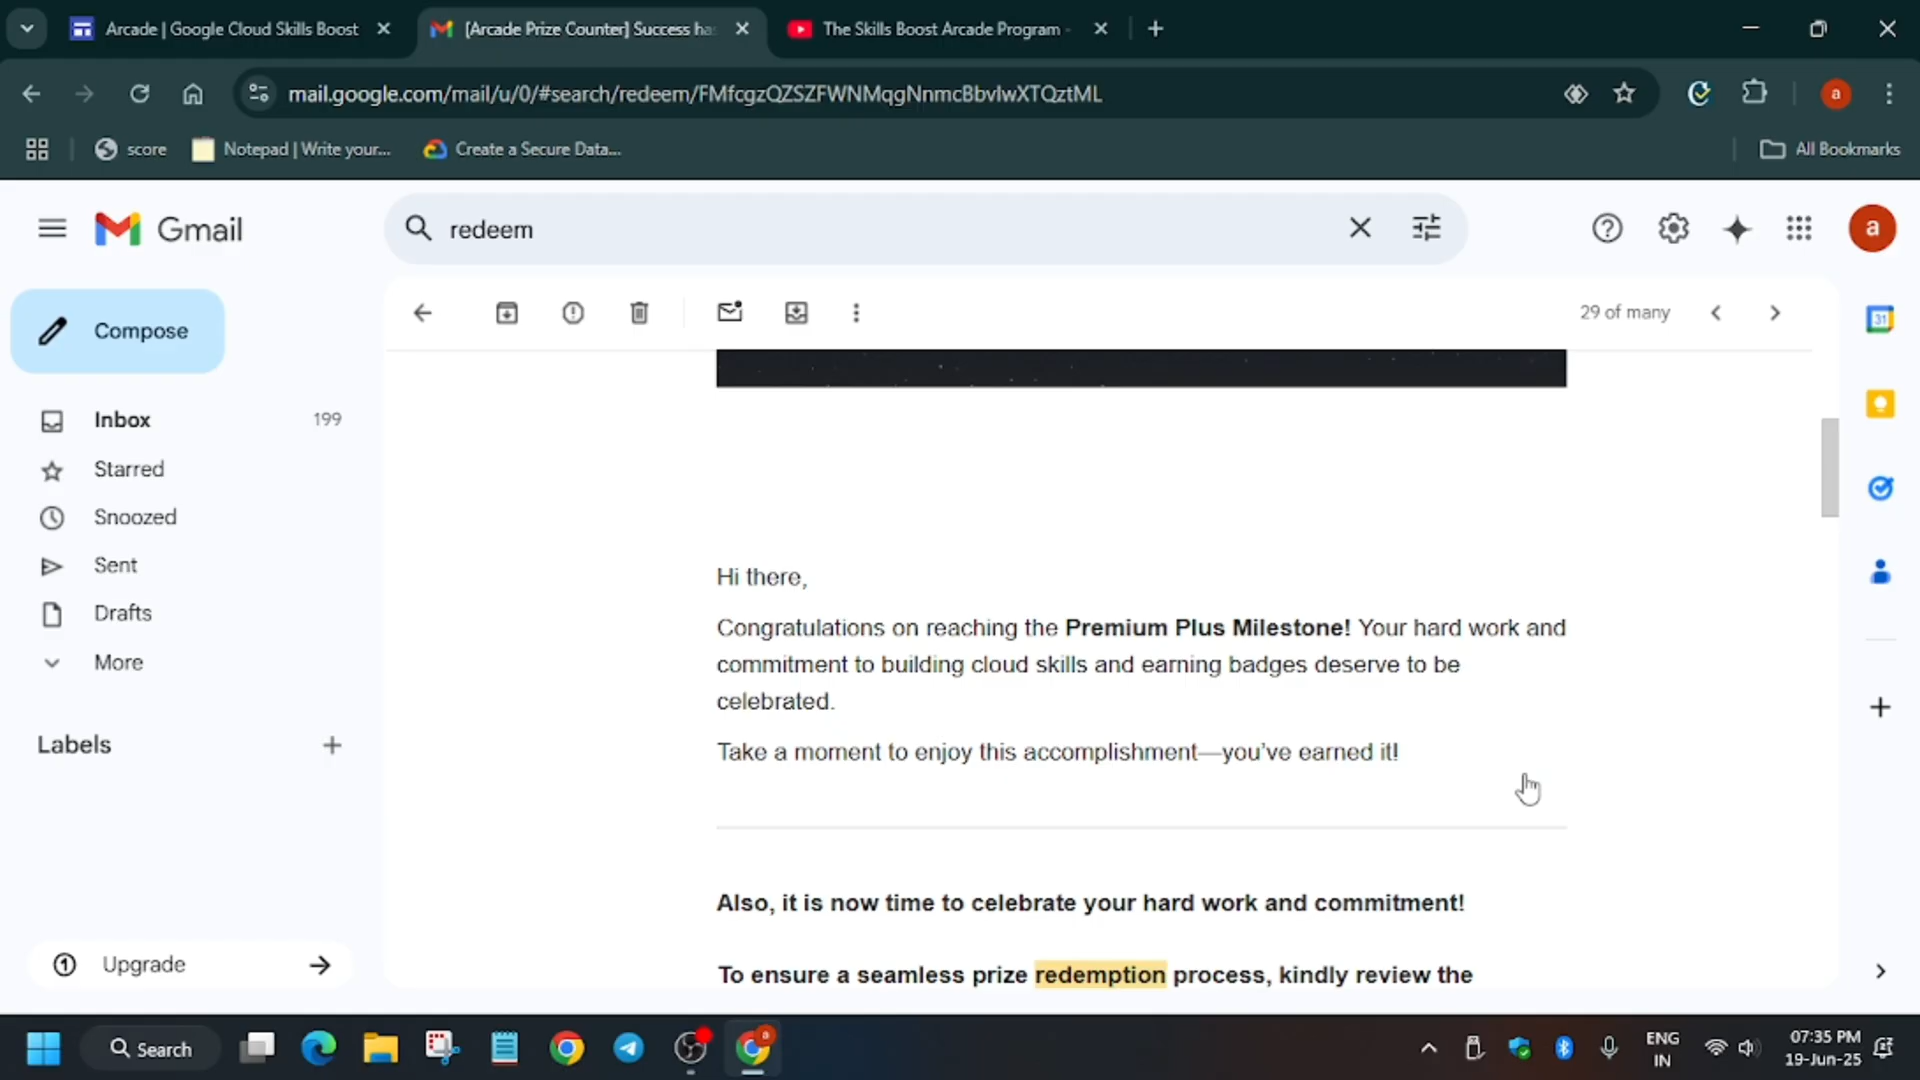 Arcade | Google Cloud Skills Boost
[Arcade Prize Counter] Success has
The Skills Boost Arcade Program -
mail.google.com/mail/u/0/#search/redeem/FMfcgzQZSZFWNMqgNnmcBbvlwXTQztML
a
score
Notepad | Write your...
Create a Secure Data...
All Bookmarks
Gmail
redeem
a
Compose
29 of many
31
Inbox 199
Starred
Snoozed
Sent
Drafts
More
Labels
Upgrade
Hi there,
Congratulations on reaching the Premium Plus Milestone! Your hard work and
commitment to building cloud skills and earning badges deserve to be
celebrated.
Take a moment to enjoy this accomplishment—you've earned it!
Also, it is now time to celebrate your hard work and commitment!
To ensure a seamless prize redemption process, kindly review the
Search
ENG
IN
07:35 PM
19-Jun-25